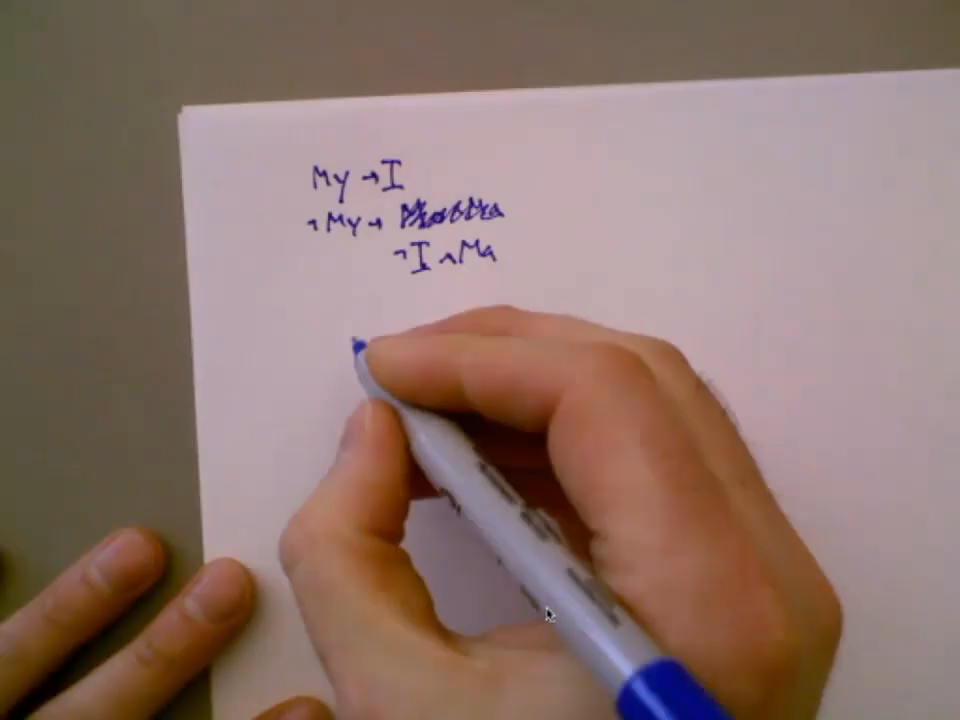 My → I
¬My →
¬I ∧ Ma